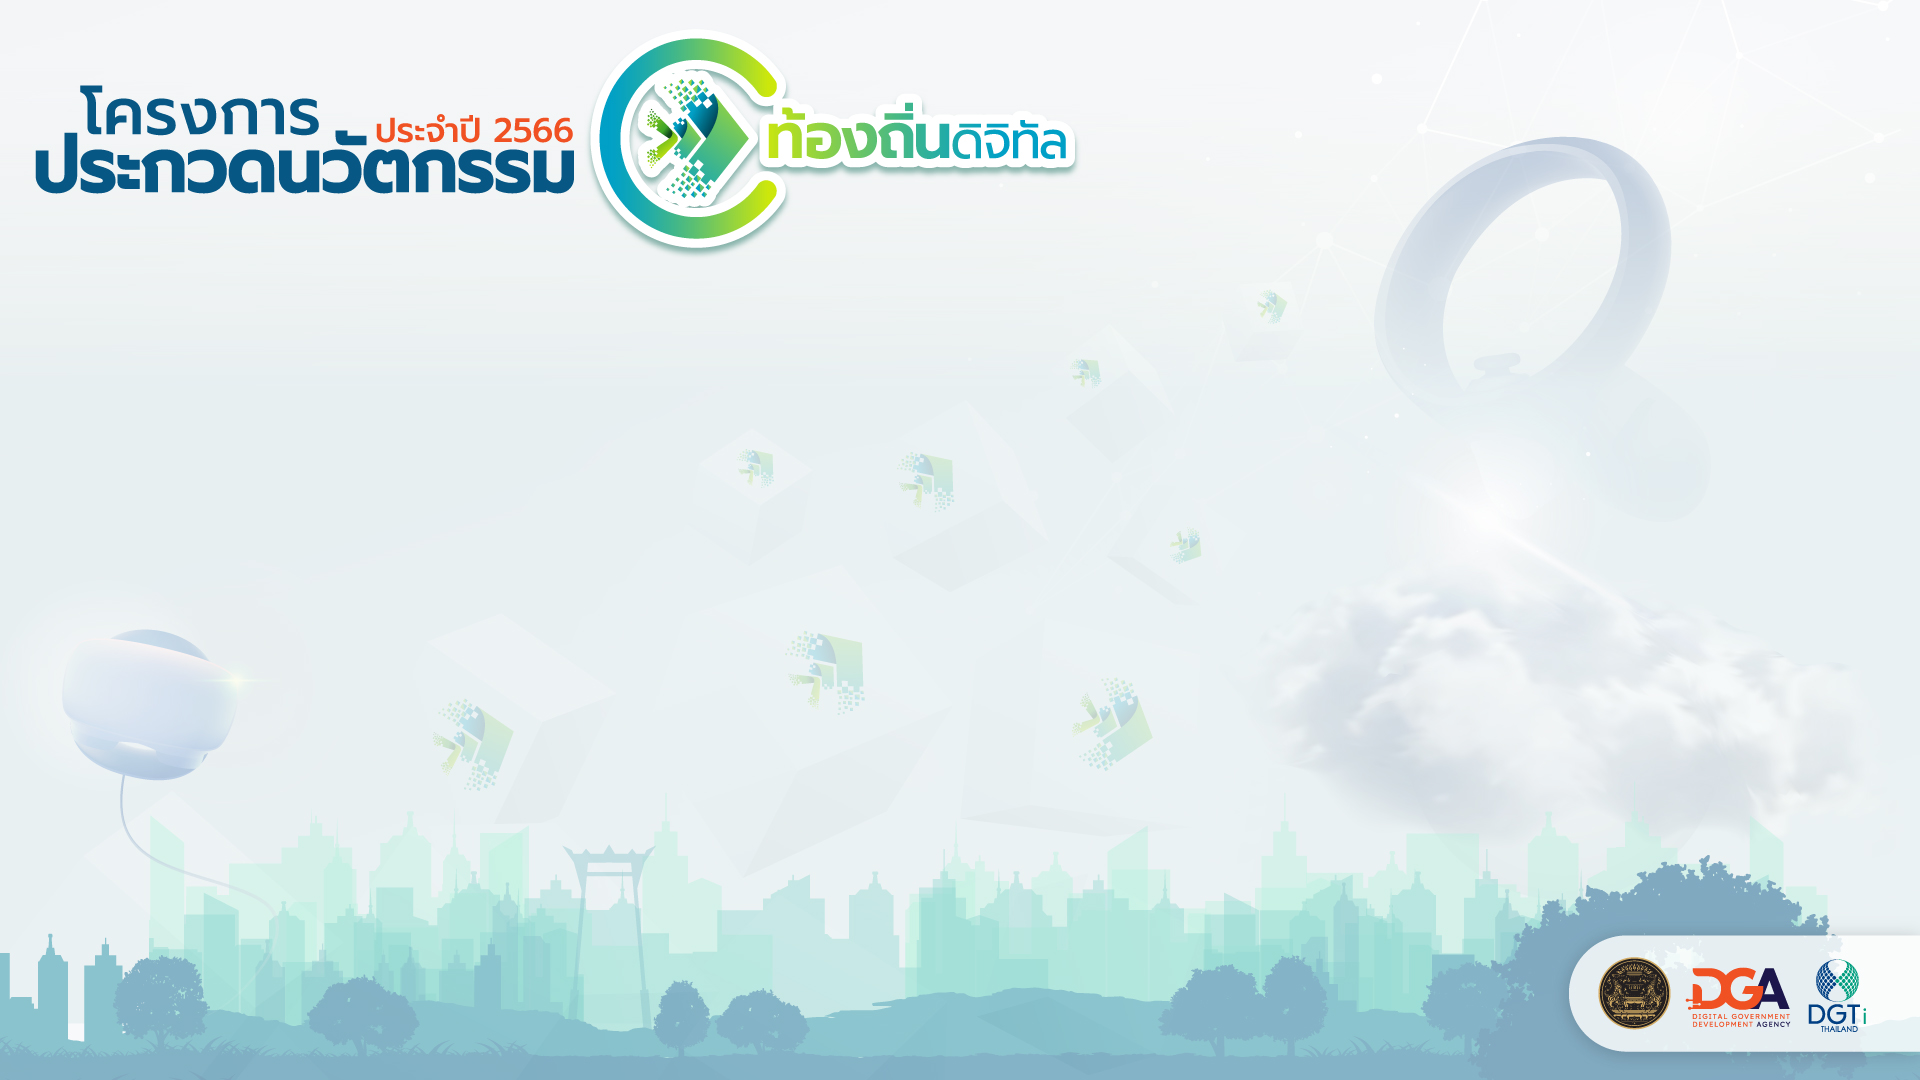 โครงการ
ประจำปี 2566
ประกวดนวัตกรรม
ท้องถิ่นดิจิทัล
DGA
DIGITAL GOVERNMENT
DEVELOPMENT AGENCY
DGTi
THAILAND